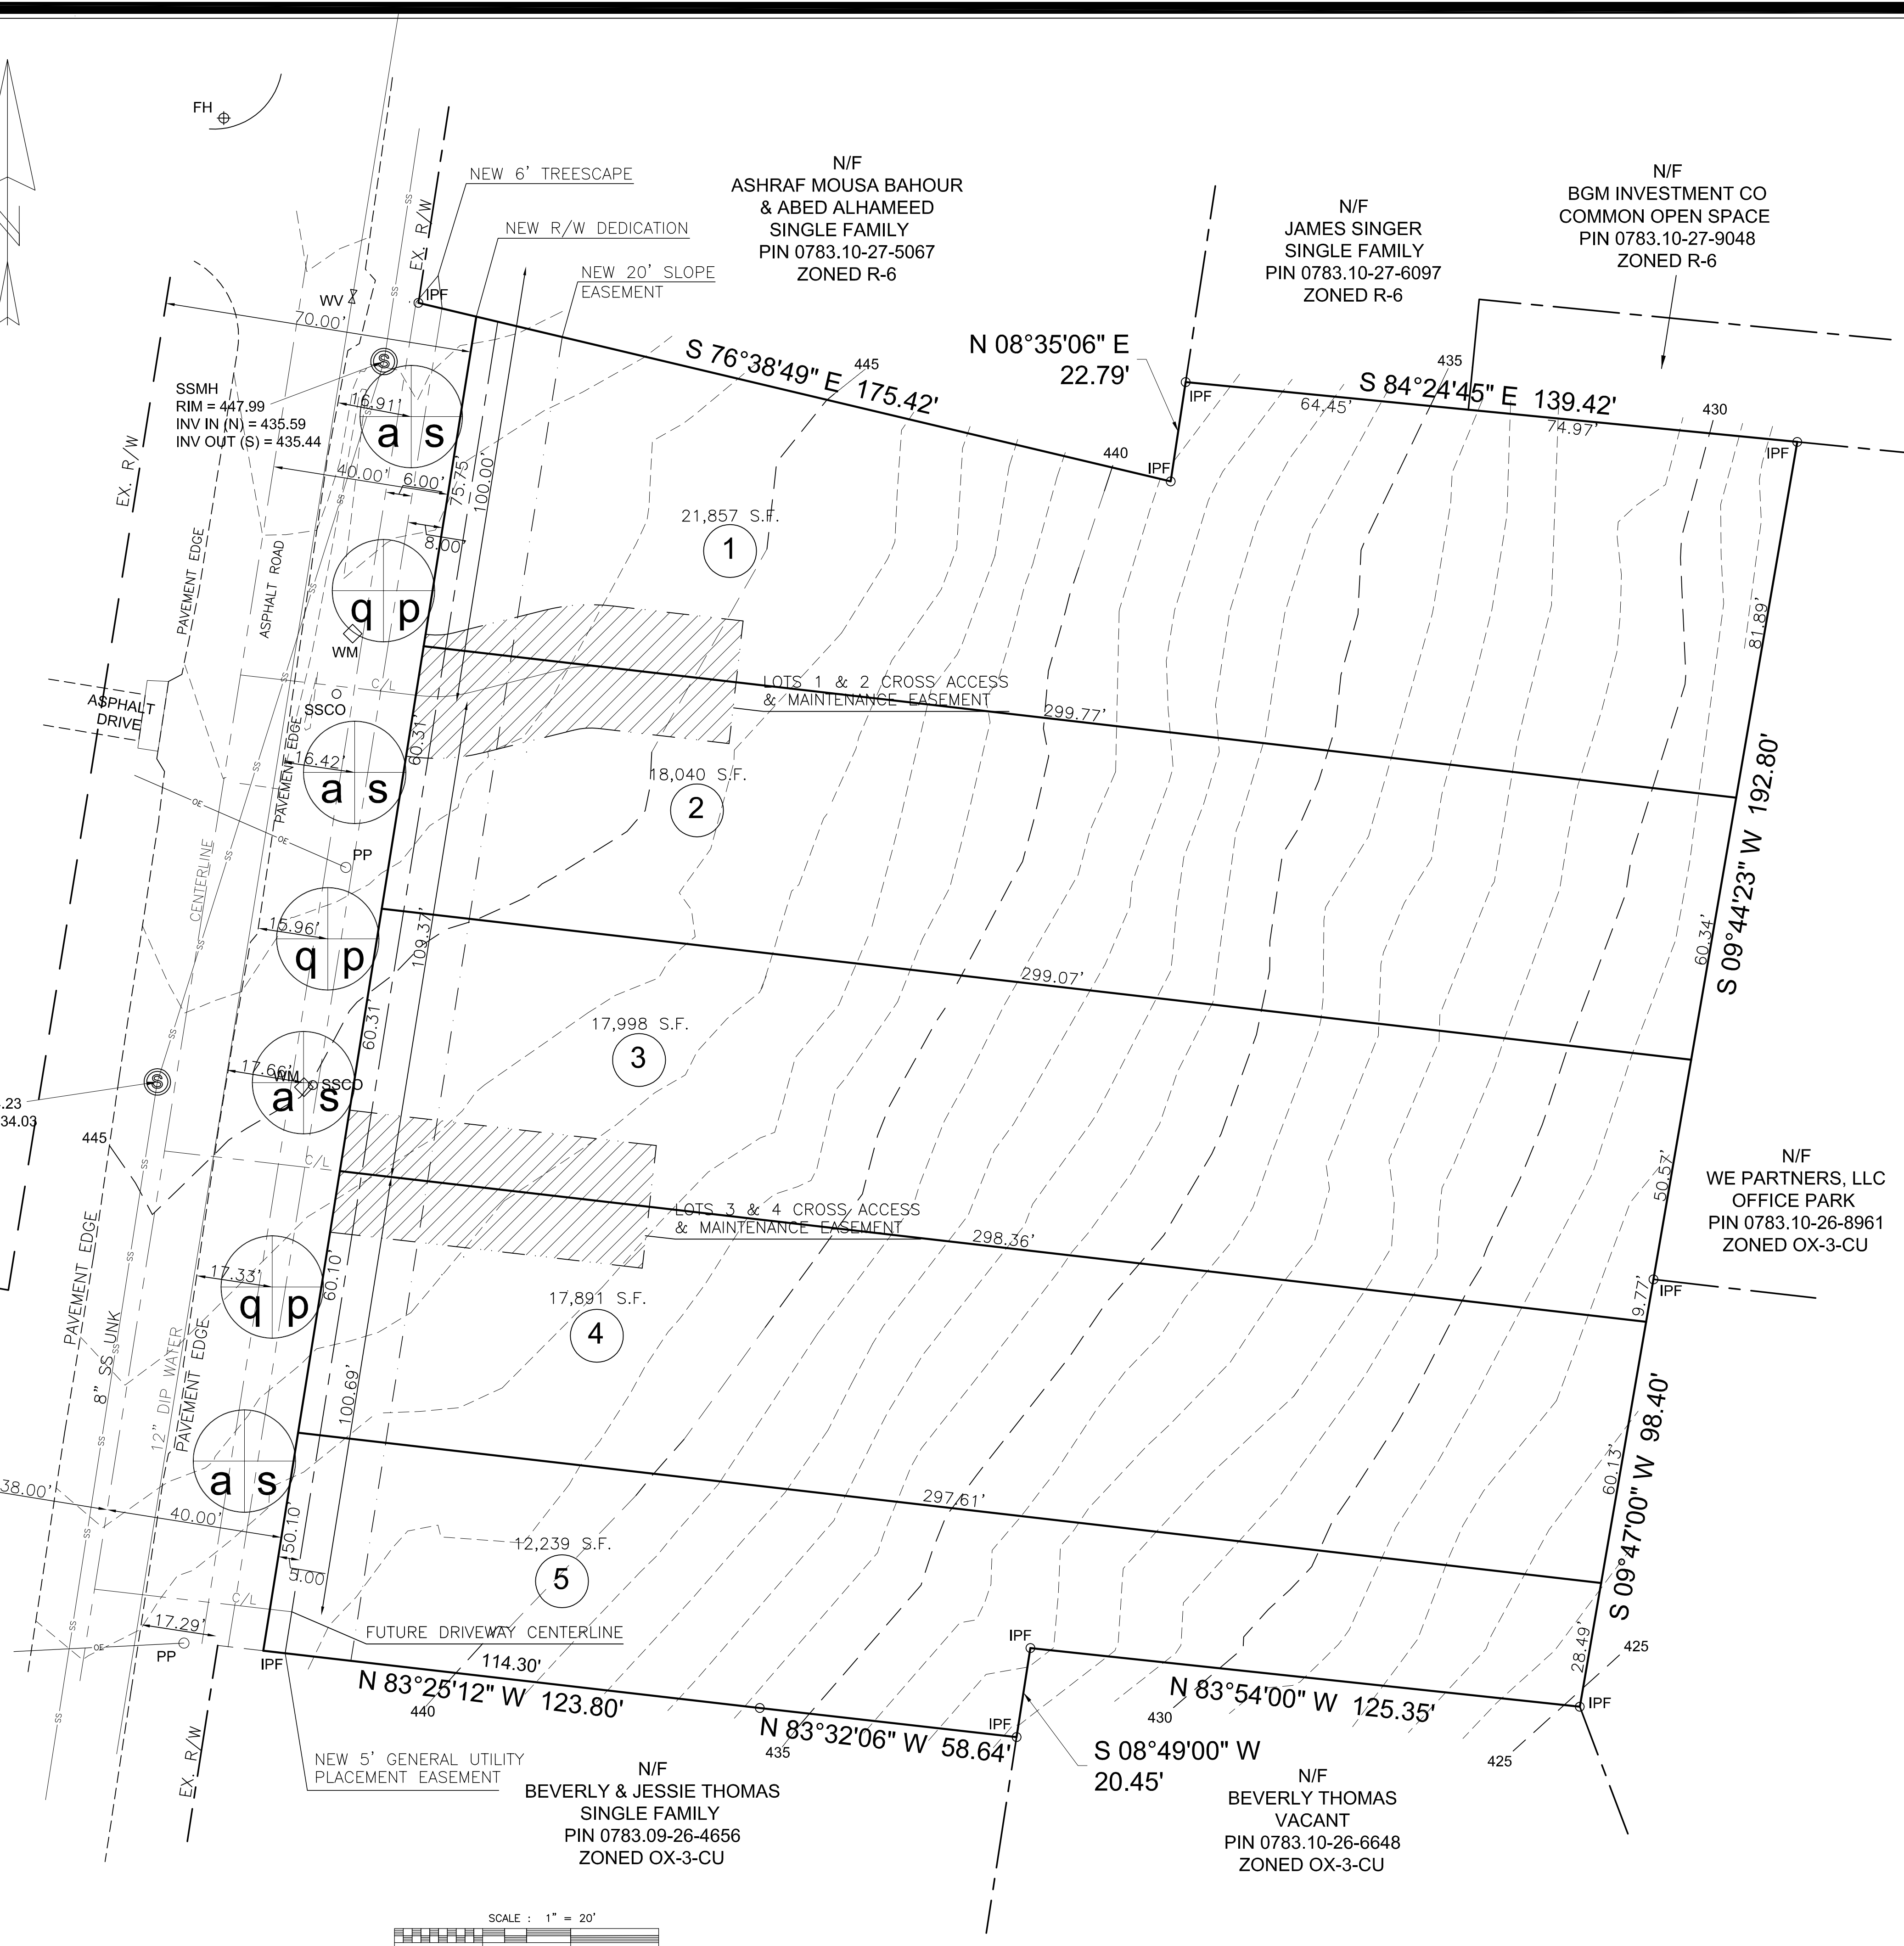 FH
NEW 6' TREESCAPE
NEW R/W DEDICATION
NEW 20' SLOPE
EASEMENT
EX. R/W
IPF
WV
70.00'
N/F
ASHRAF MOUSA BAHOUR
& ABED ALHAMEED
SINGLE FAMILY
PIN 0783.10-27-5067
ZONED R-6
N/F
JAMES SINGER
SINGLE FAMILY
PIN 0783.10-27-6097
ZONED R-6
N/F
BGM INVESTMENT CO
COMMON OPEN SPACE
PIN 0783.10-27-9048
ZONED R-6
S 76°38'49" E 175.42'
445
N 08°35'06" E
22.79'
440
IPF
IPF
435
S 84°24'45" E 139.42'
64.45'
74.97'
430
IPF
S
SSMH
RIM = 447.99
INV IN (N) = 435.59
INV OUT (S) = 435.44
16.91'
a s
EX. R/W
40.00'
6.00'
75.75'
100.00'
8.00'
PAVEMENT EDGE
ASPHALT ROAD
21,857 S.F.
1
q p
WM
C/L
SSCO
ASPHALT
DRIVE
LOTS 1 & 2 CROSS ACCESS
& MAINTENANCE EASEMENT
299.77'
81.89'
60.31'
PAVEMENT EDGE
16.42'
a s
18,040 S.F.
2
OE
OE
PP
CENTERLINE
S 09°44'23" W 192.80'
60.34'
15.96'
q p
109.37'
299.07'
60.31'
17,998 S.F.
3
17.66'
WM
SSCO
a s
S
.23
34.03
445
C/L
LOTS 3 & 4 CROSS ACCESS
& MAINTENANCE EASEMENT
298.36'
50.57'
N/F
WE PARTNERS, LLC
OFFICE PARK
PIN 0783.10-26-8961
ZONED OX-3-CU
9.77'
IPF
PAVEMENT EDGE
8" SS UNK
12" DIP WATER
PAVEMENT EDGE
17.33'
q p
60.10'
17,891 S.F.
4
100.69'
a s
38.00'
40.00'
50.10'
297.61'
60.13'
S 09°47'00" W 98.40'
12,239 S.F.
5
5.00
C/L
17.29'
OE
PP
FUTURE DRIVEWAY CENTERLINE
IPF
114.30'
N 83°25'12" W 123.80'
440
N 83°32'06" W 58.64'
435
IPF
IPF
S 08°49'00" W
20.45'
N 83°54'00" W 125.35'
430
28.49'
IPF
425
425
EX. R/W
NEW 5' GENERAL UTILITY
PLACEMENT EASEMENT
N/F
BEVERLY & JESSIE THOMAS
SINGLE FAMILY
PIN 0783.09-26-4656
ZONED OX-3-CU
N/F
BEVERLY THOMAS
VACANT
PIN 0783.10-26-6648
ZONED OX-3-CU
SCALE : 1" = 20'